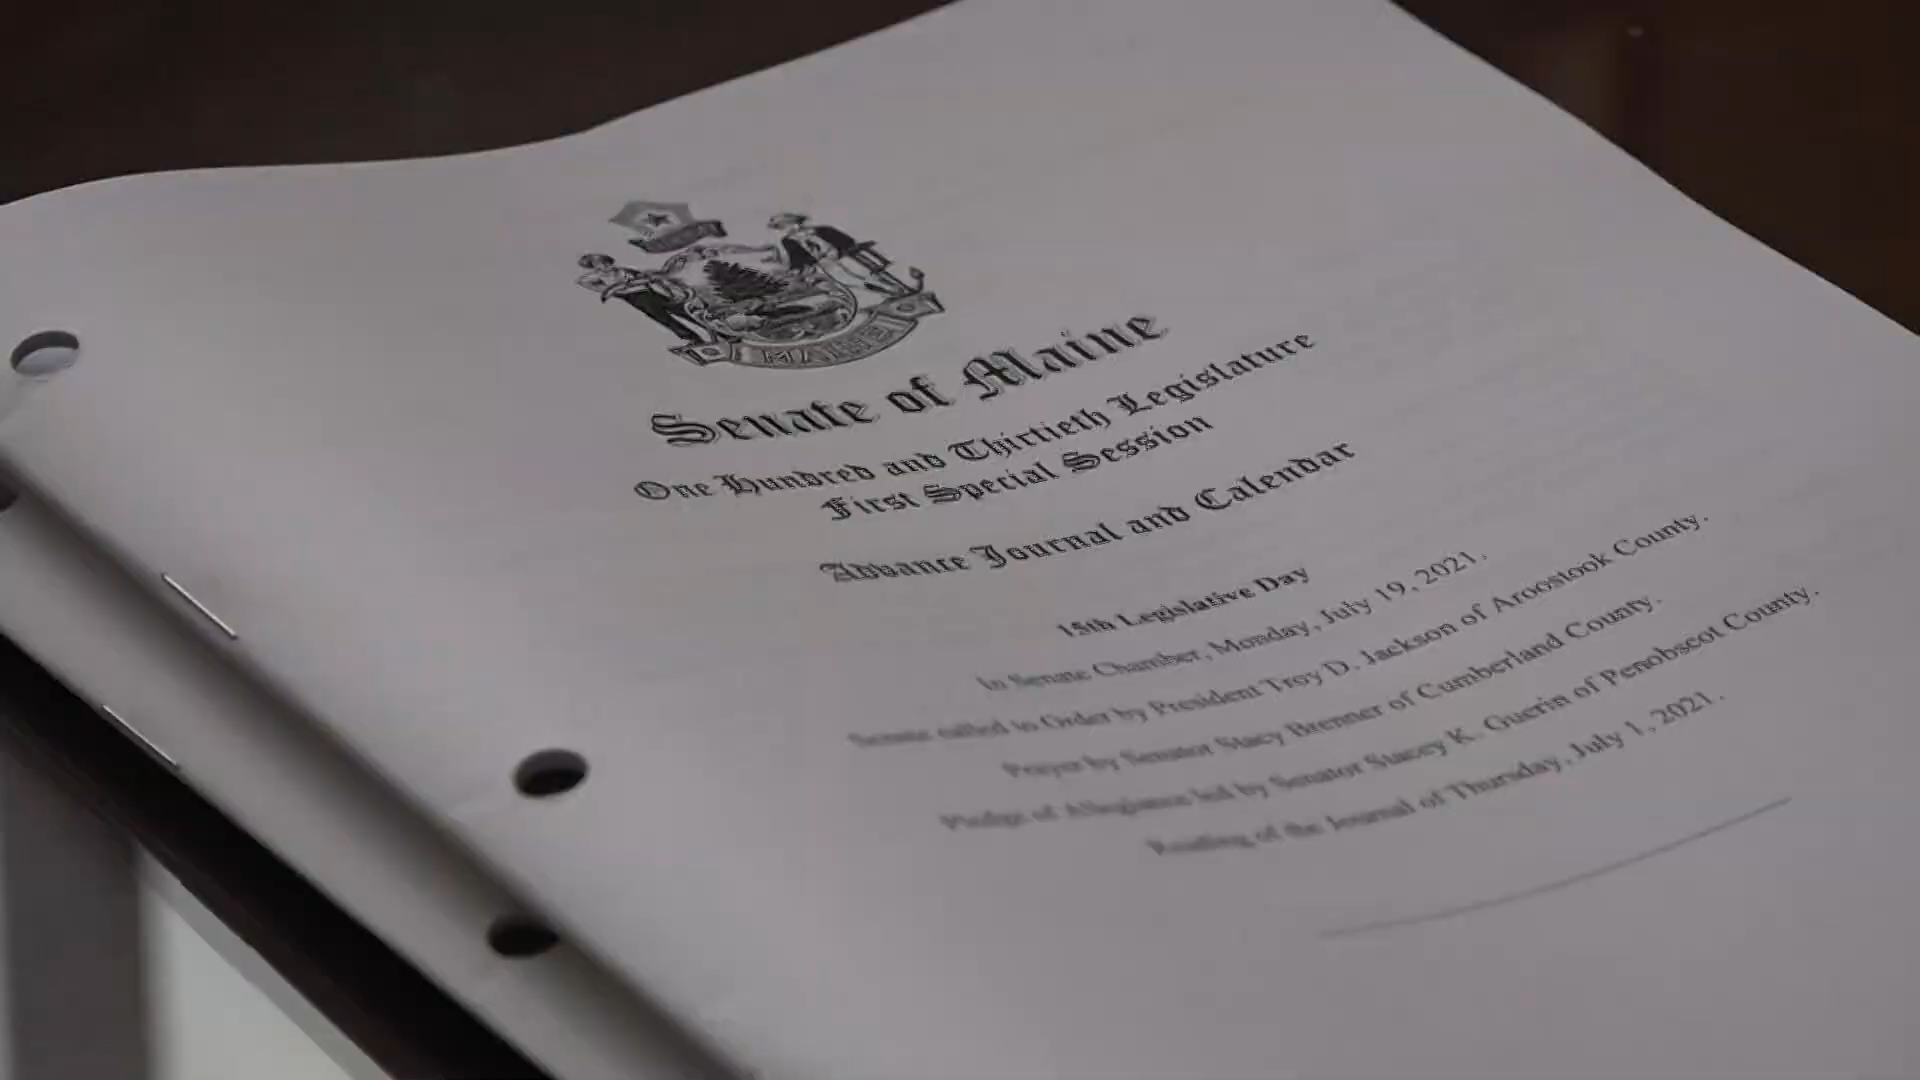 MAINE
Senate of Maine
One Hundred and Thirtieth Legislature
First Special Session
Advance Journal and Calendar
15th Legislative Day
In Senate Chamber, Monday, July 19, 2021.
Senate called to Order by President Troy D. Jackson of Aroostook County.
Prayer by Senator Stacy Brenner of Cumberland County.
Pledge of Allegiance led by Senator Stacey K. Guerin of Penobscot County.
Reading of the Journal of Thursday, July 1, 2021.